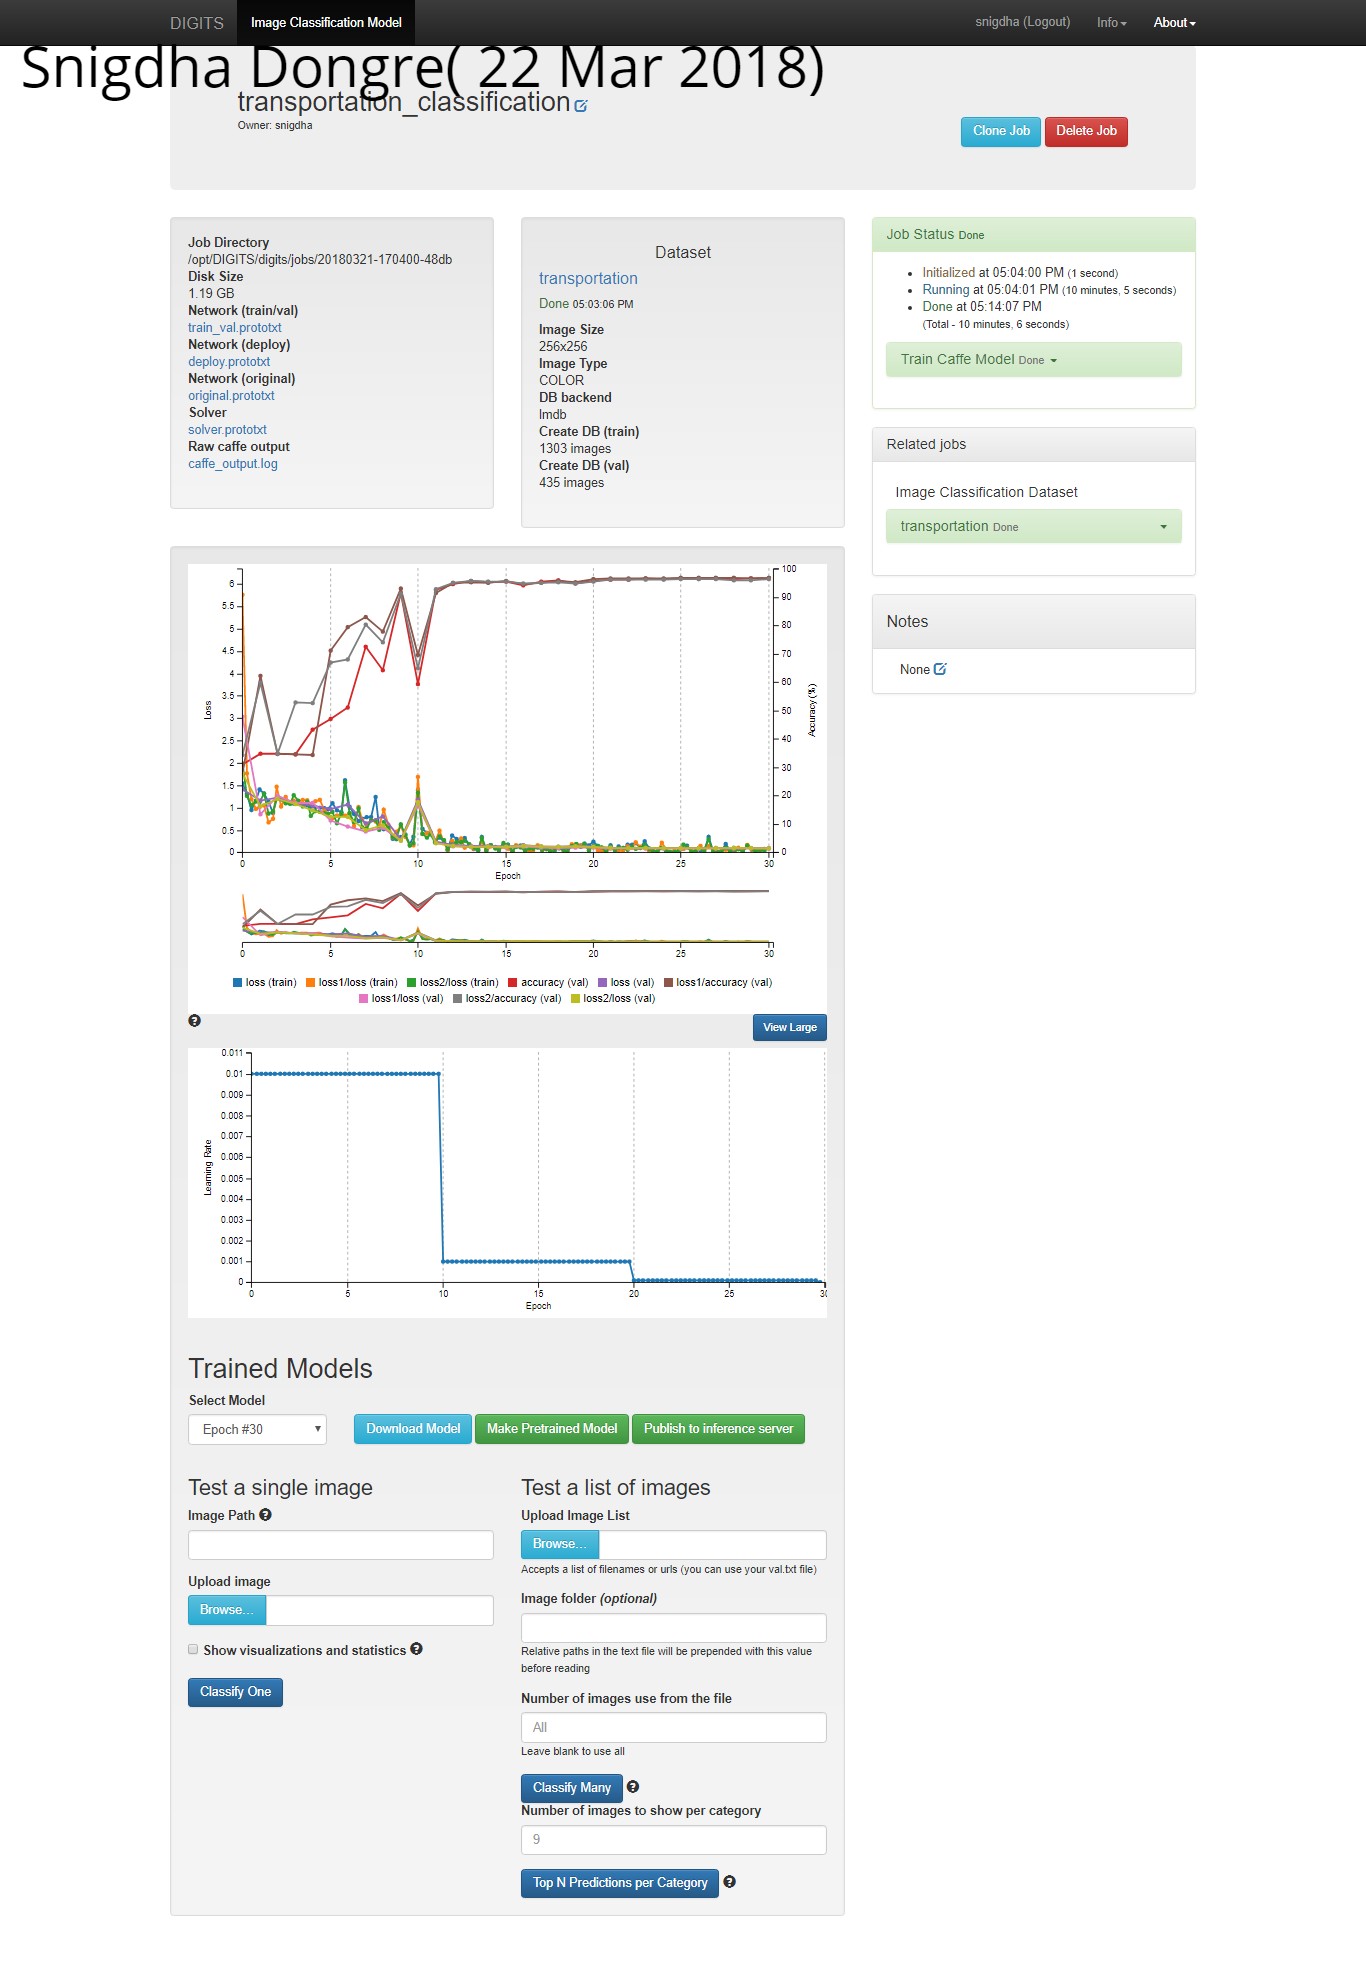 DIGITS Image Classification Model snigdha (Logout) Info About
Snigdha Dongre( 22 Mar 2018)
transportation_classification
Owner: snigdha
Clone Job Delete Job
Job Directory
/opt/DIGITS/digits/jobs/20180321-170400-48db
Disk Size
1.19 GB
Network (train/val)
train_val.prototxt
Network (deploy)
deploy.prototxt
Network (original)
original.prototxt
Solver
solver.prototxt
Raw caffe output
caffe_output.log
Dataset
transportation
Done 05:03:06 PM
Image Size
256x256
Image Type
COLOR
DB backend
lmdb
Create DB (train)
1303 images
Create DB (val)
435 images
Job Status Done
Initialized at 05:04:00 PM (1 second)
Running at 05:04:01 PM (10 minutes, 5 seconds)
Done at 05:14:07 PM
(Total - 10 minutes, 6 seconds)
Train Caffe Model Done
Related jobs
Image Classification Dataset
transportation Done
Notes
None
6
5.5
5
4.5
4
3.5
3
2.5
2
1.5
1
0.5
0
Loss
100
90
80
70
60
50
40
30
20
10
0
Accuracy (%)
0 5 10 15 20 25 30
Epoch
0 5 10 15 20 25 30
loss (train) loss1/loss (train) loss2/loss (train) accuracy (val) loss (val) loss1/accuracy (val)
loss1/loss (val) loss2/accuracy (val) loss2/loss (val)
View Large
0.011
0.01
0.009
0.008
0.007
0.006
0.005
0.004
0.003
0.002
0.001
0
Learning Rate
0 5 10 15 20 25 30
Epoch
Trained Models
Select Model
Epoch #30 Download Model Make Pretrained Model Publish to inference server
Test a single image
Image Path
Upload image
Browse...
Show visualizations and statistics
Classify One
Test a list of images
Upload Image List
Browse...
Accepts a list of filenames or urls (you can use your val.txt file)
Image folder (optional)
Relative paths in the text file will be prepended with this value
before reading
Number of images use from the file
All
Leave blank to use all
Classify Many
Number of images to show per category
9
Top N Predictions per Category